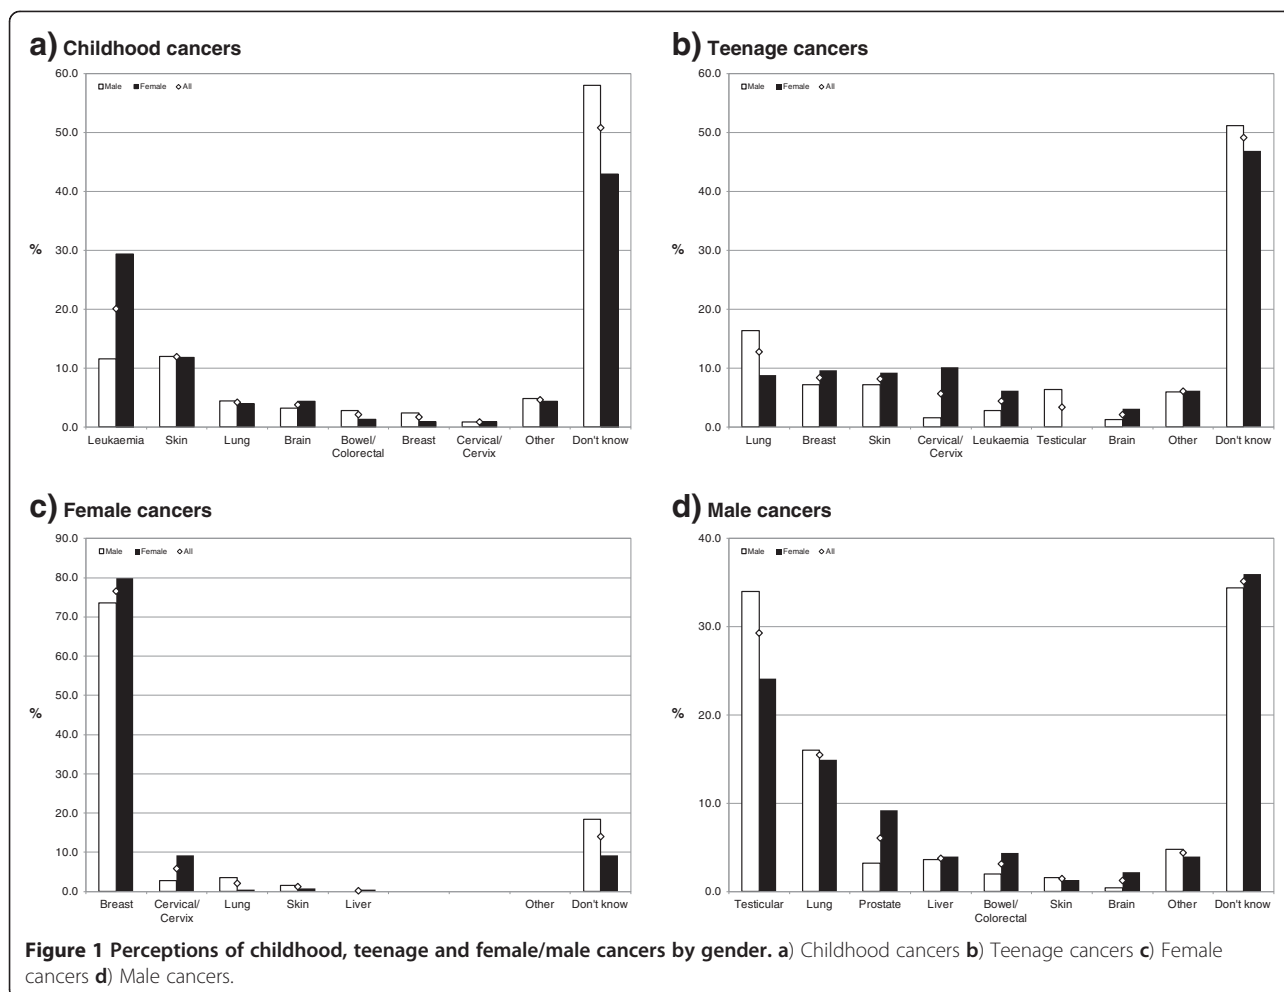 a) Childhood cancers
60.0
50.0
40.0
30.0
20.0
10.0
0.0
%
Male Female All
Leukaemia Skin Lung Brain Bowel/ Breast Cervical/ Other Don't know
Colorectal Cervix
b) Teenage cancers
60.0
50.0
40.0
30.0
20.0
10.0
0.0
%
Male Female All
Lung Breast Skin Cervical/ Leukaemia Testicular Brain Other Don't know
Cervix
c) Female cancers
90.0
80.0
70.0
60.0
50.0
40.0
30.0
20.0
10.0
0.0
%
Male Female All
Breast Cervical/ Lung Skin Liver Other Don't know
Cervix
d) Male cancers
40.0
30.0
20.0
10.0
0.0
%
Male Female All
Testicular Lung Prostate Liver Bowel/ Skin Brain Other Don't know
Colorectal
Figure 1 Perceptions of childhood, teenage and female/male cancers by gender. a) Childhood cancers b) Teenage cancers c) Female
cancers d) Male cancers.